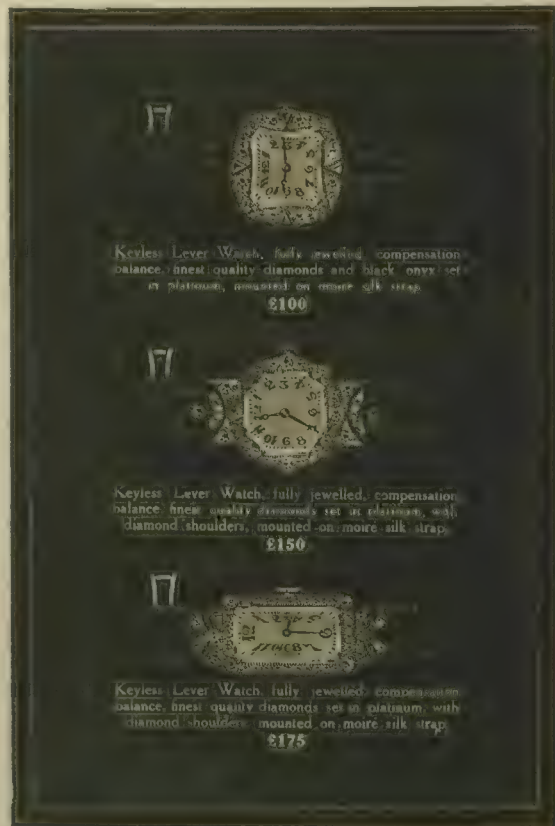 Keyless Lever Watch, fully jewelled, compensation
balance, finest quality diamonds and black onyx set
in platinum, mounted on moire silk strap
£100
Keyless Lever Watch, fully jewelled, compensation
balance, finest quality diamonds set in platinum, with
diamond shoulders, mounted on moiré silk strap,
£150
Keyless Lever Watch, fully jewelled, compensation
balance, finest quality diamonds set in platinum, with
diamond shoulders, mounted on moiré silk strap,
£175